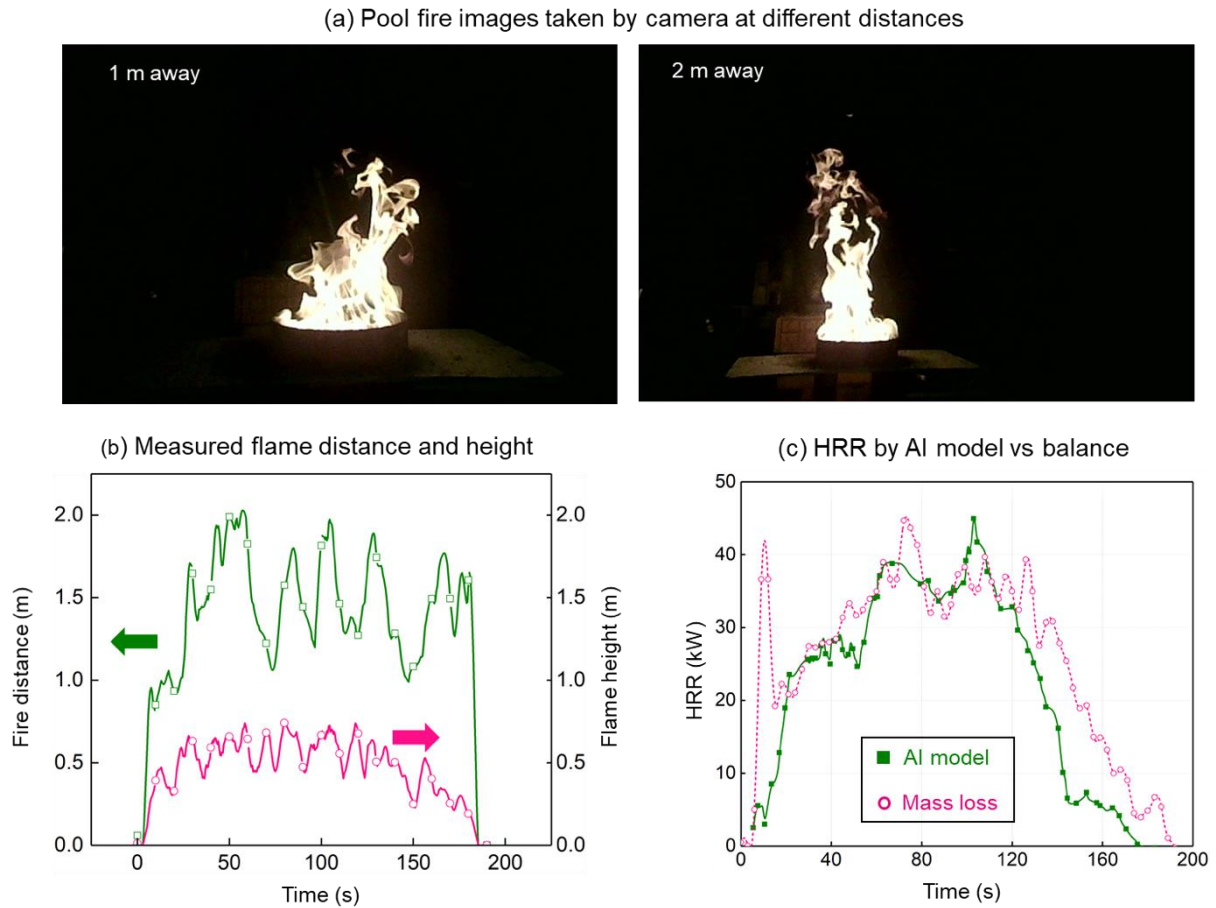 (a) Pool fire images taken by camera at different distances
1 m away
2 m away
(b) Measured flame distance and height
2.0
1.5
1.0
0.5
0.0
Fire distance (m)
2.0
1.5
1.0
0.5
0.0
Flame height (m)
0
50
100
150
200
Time (s)
(c) HRR by AI model vs balance
50
40
30
20
10
0
HRR (kW)
AI model
Mass loss
0
40
80
120
160
200
Time (s)